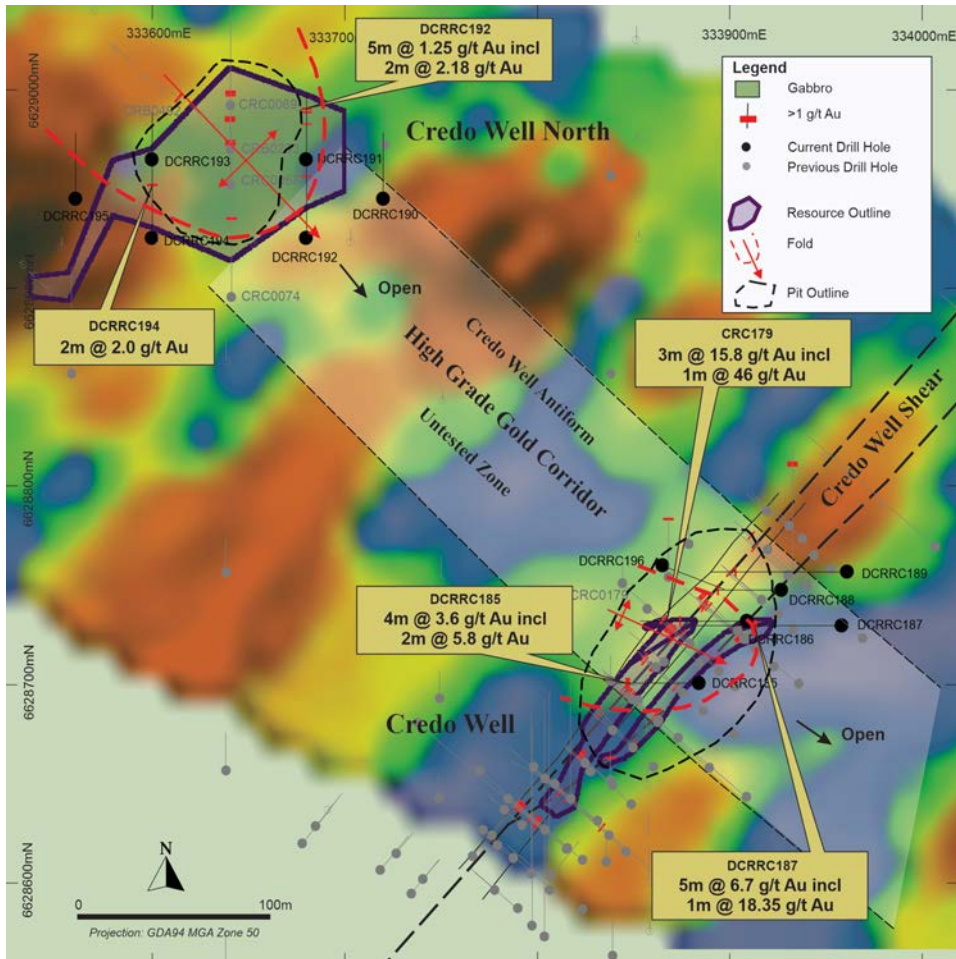 333600mE
333700
333900mE
334000
6629000mN
6628800mN
6628700mN
6628600mN
DCRRC192
5m @ 1.25 g/t Au incl
2m @ 2.18 g/t Au
Legend
Gabbro
>1 g/t Au
Current Drill Hole
Previous Drill Hole
Resource Outline
Fold
Pit Outline
CRC0069
Credo Well North
DCRRC193
DCRRC191
DCRRC195
DCRRC190
DCRRC194
DCRRC192
CRC0074
Open
DCRRC194
2m @ 2.0 g/t Au
Credo Well Antiform
High Grade Gold Corridor
Untested Zone
CRC179
3m @ 15.8 g/t Au incl
1m @ 46 g/t Au
Credo Well Shear
DCRRC196
DCRRC189
CRC0179
DCRRC188
DCRRC185
4m @ 3.6 g/t Au incl
2m @ 5.8 g/t Au
DCRRC187
DCRRC186
DCRRC185
Credo Well
Open
DCRRC187
5m @ 6.7 g/t Au incl
1m @ 18.35 g/t Au
N
0
100m
Projection: GDA94 MGA Zone 50